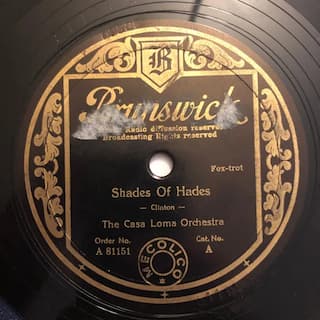 B
Brunswick
Radio diffusion reserved
Broadcasting Rights reserved
Fox-trot
Shades Of Hades
— Clinton —
The Casa Loma Orchestra
Order No. Cat. No.
A 81151 A
MECOLICO